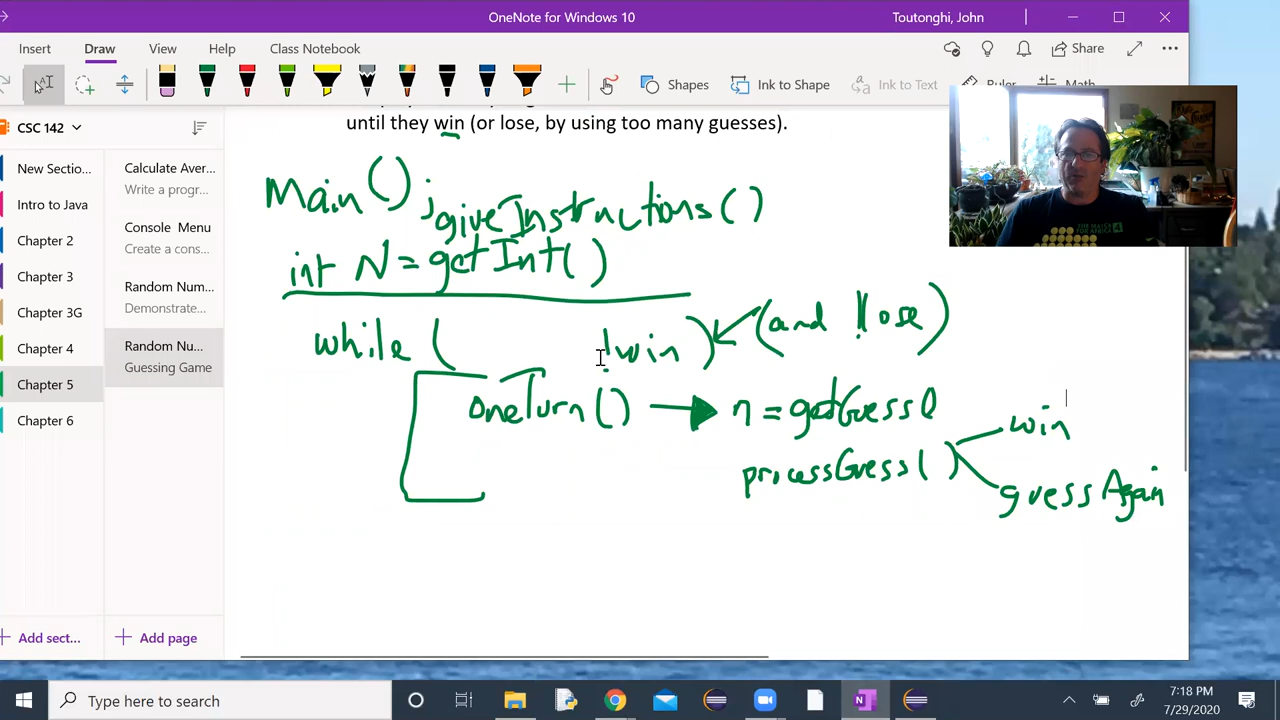 OneNote for Windows 10
Toutonghi, John
Insert
Draw
View
Help
Class Notebook
Share
Shapes
Ink to Shape
Ink to Text
Ruler
Math
CSC 142
New Sectio...
Intro to Java
Chapter 2
Chapter 3
Chapter 3G
Chapter 4
Chapter 5
Chapter 6
Add sect...
Calculate Aver...
Write a progr...
Console Menu
Create a cons...
Random Num...
Demonstrate...
Random Nu...
Guessing Game
Add page
until they win (or lose, by using too many guesses).
Main();
giveInstructions()
int N = getInt()
while ( !win) (and !lose)
oneTurn() → n = getGuess()
processGuess()
win
guessAgain
Type here to search
7:18 PM
7/29/2020